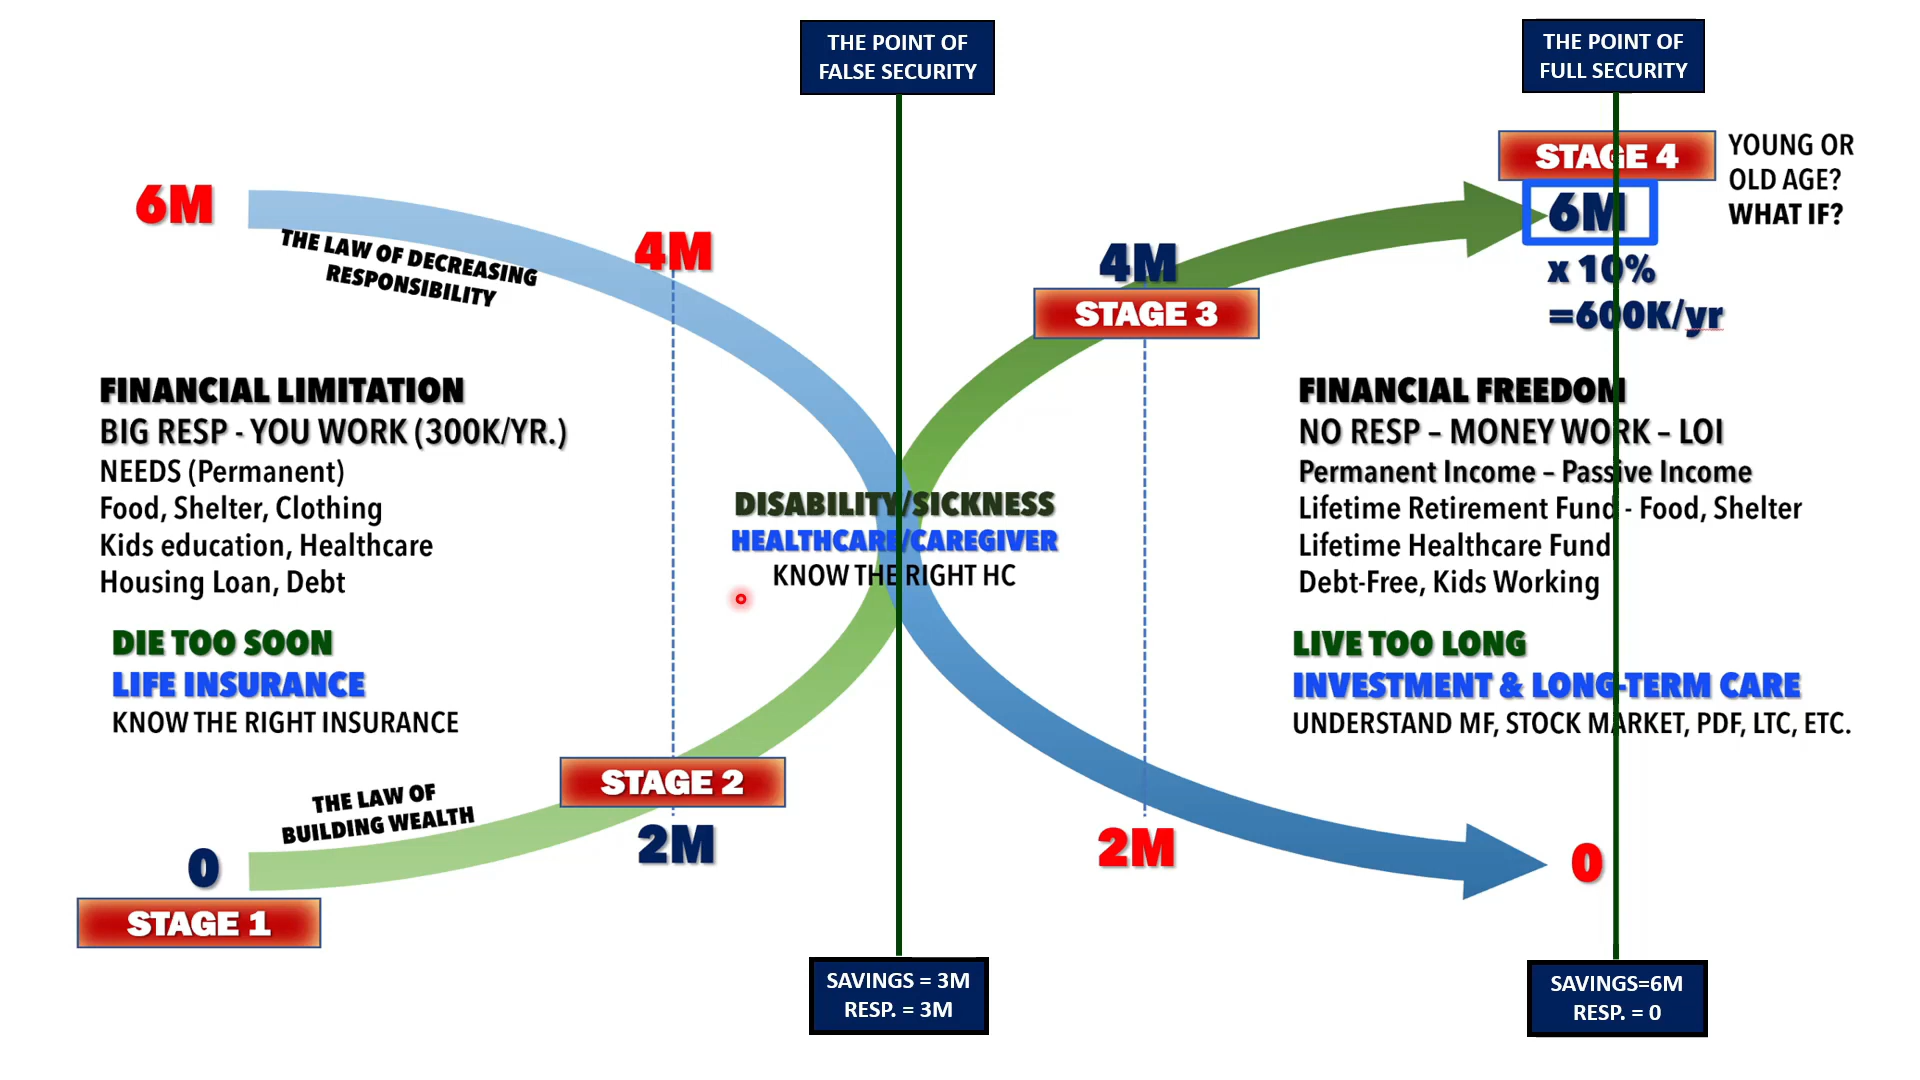 THE POINT OF
FALSE SECURITY
THE POINT OF
FULL SECURITY
STAGE 4
YOUNG OR
OLD AGE?
WHAT IF?
6M
THE LAW OF DECREASING
RESPONSIBILITY
4M
4M
STAGE 3
6M
x 10%
=600K/yr
FINANCIAL LIMITATION
BIG RESP - YOU WORK (300K/YR.)
NEEDS (Permanent)
Food, Shelter, Clothing
Kids education, Healthcare
Housing Loan, Debt
DIE TOO SOON
LIFE INSURANCE
KNOW THE RIGHT INSURANCE
DISABILITY/SICKNESS
HEALTHCARE/CAREGIVER
KNOW THE RIGHT HC
FINANCIAL FREEDOM
NO RESP – MONEY WORK – LOI
Permanent Income – Passive Income
Lifetime Retirement Fund - Food, Shelter
Lifetime Healthcare Fund
Debt-Free, Kids Working
LIVE TOO LONG
INVESTMENT & LONG-TERM CARE
UNDERSTAND MF, STOCK MARKET, PDF, LTC, ETC.
THE LAW OF
BUILDING WEALTH
0
STAGE 1
STAGE 2
2M
2M
0
SAVINGS = 3M
RESP. = 3M
SAVINGS=6M
RESP. = 0